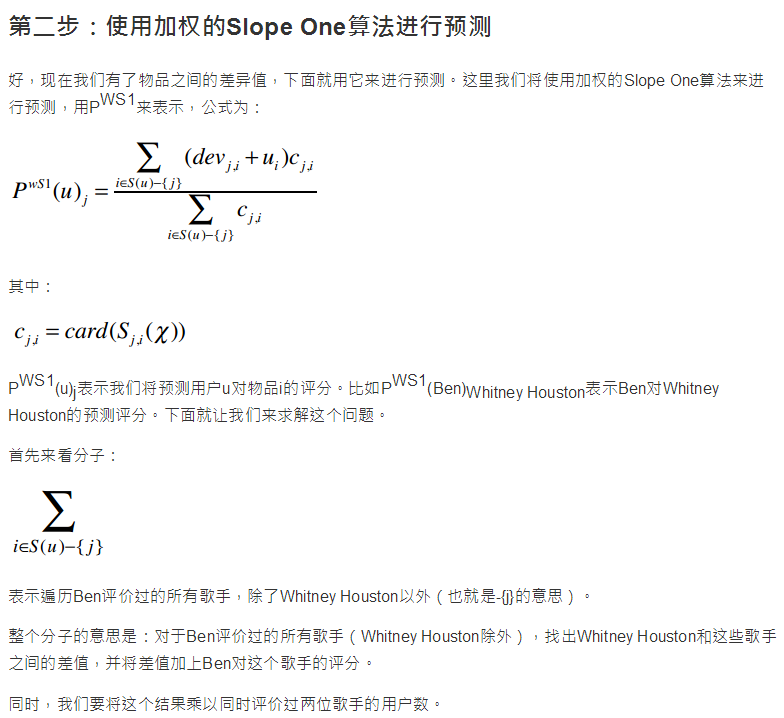 第二步：使用加权的Slope One算法进行预测
好，现在我们有了物品之间的差异值，下面就用它来进行预测。这里我们将使用加权的Slope One算法来进
行预测，用P^WS1来表示，公式为：
P^wS1(u)_j = ∑_{i∈S(u)−{j}} (dev_{j,i} + u_i)c_{j,i} / ∑_{i∈S(u)−{j}} c_{j,i}
其中：
c_{j,i} = card(S_{j,i}(χ))
P^WS1(u)_j表示我们将预测用户u对物品i的评分。比如P^WS1(Ben)_Whitney Houston表示Ben对Whitney
Houston的预测评分。下面就让我们来求解这个问题。
首先来看分子：
∑_{i∈S(u)−{j}}
表示遍历Ben评价过的所有歌手，除了Whitney Houston以外（也就是-{j}的意思）。
整个分子的意思是：对于Ben评价过的所有歌手（Whitney Houston除外），找出Whitney Houston和这些歌手
之间的差值，并将差值加上Ben对这个歌手的评分。
同时，我们要将这个结果乘以同时评价过两位歌手的用户数。